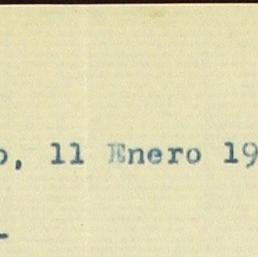 o, 11 Enero 19